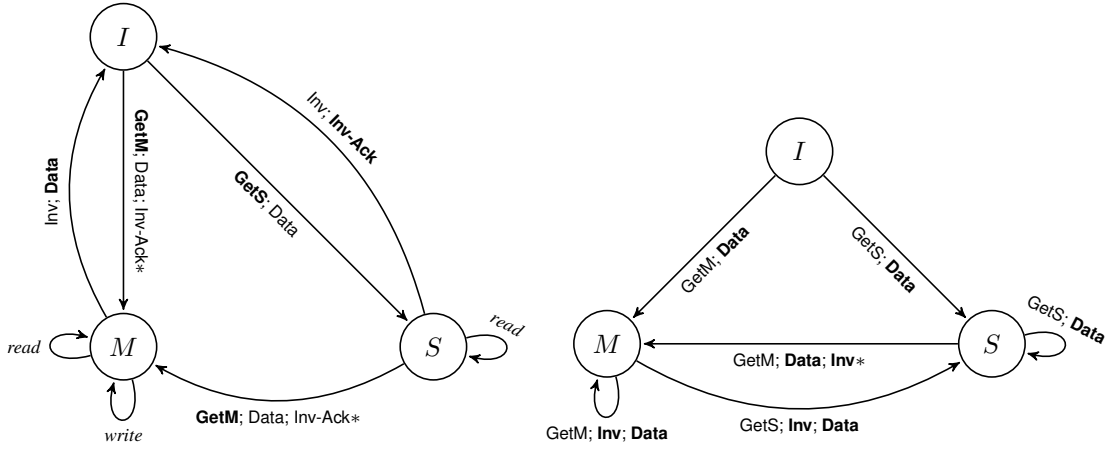 I
Inv; Data
GetM; Data; Inv-Ack∗
GetS; Data
Inv; Inv-Ack
read
M
write
S
read
GetM; Data; Inv-Ack∗
I
GetM; Data
GetS; Data
M
GetM; Inv; Data
GetM; Data; Inv∗
GetS; Inv; Data
S
GetS; Data